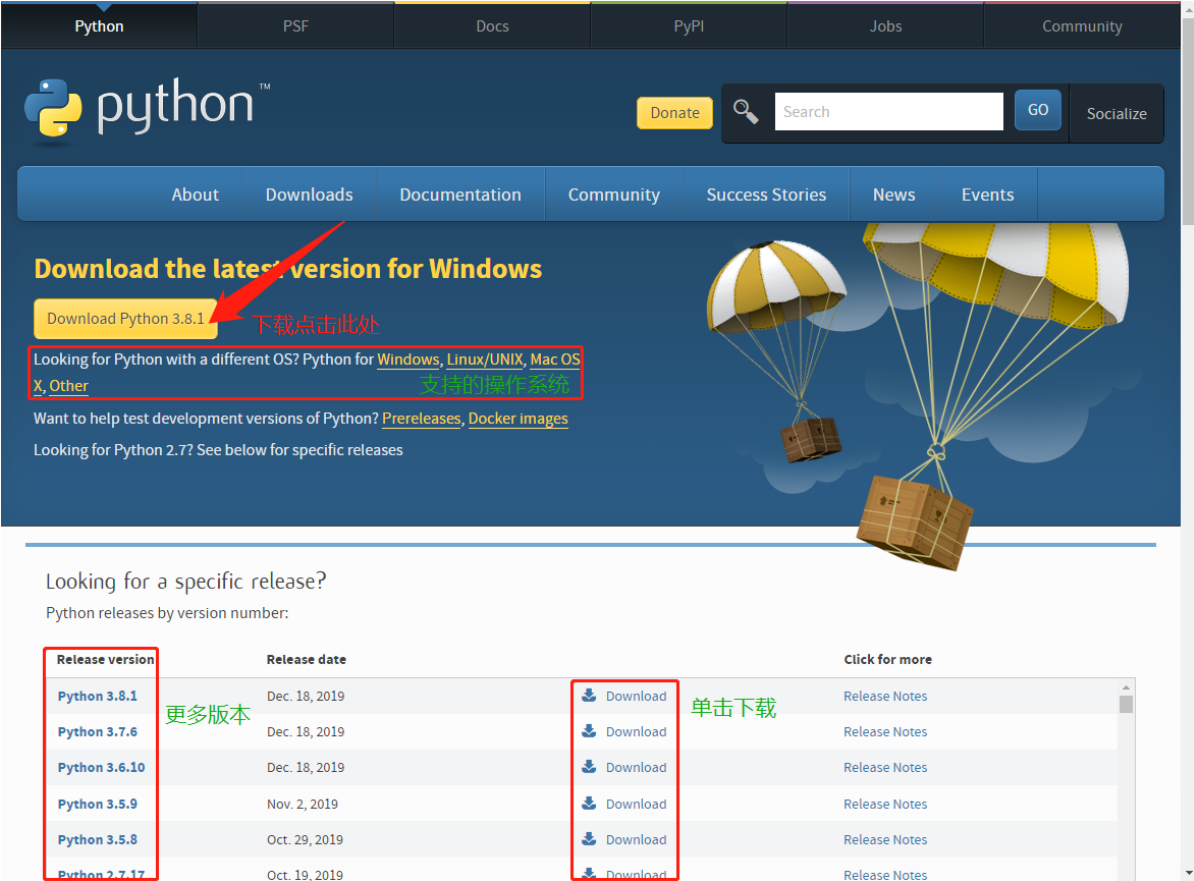 Python PSF Docs PyPI Jobs Community
python™
Donate Search GO Socialize
About Downloads Documentation Community Success Stories News Events
Download the latest version for Windows
Download Python 3.8.1
下载点击此处
Looking for Python with a different OS? Python for Windows, Linux/UNIX, Mac OS
X, Other
支持的操作系统
Want to help test development versions of Python? Prereleases, Docker images
Looking for Python 2.7? See below for specific releases
Looking for a specific release?
Python releases by version number:
Release version Release date Click for more
Python 3.8.1 Dec. 18, 2019 Download Release Notes
更多版本 单击下载
Python 3.7.6 Dec. 18, 2019 Download Release Notes
Python 3.6.10 Dec. 18, 2019 Download Release Notes
Python 3.5.9 Nov. 2, 2019 Download Release Notes
Python 3.5.8 Oct. 29, 2019 Download Release Notes
Python 2.7.17 Oct. 19, 2019 Download Release Notes